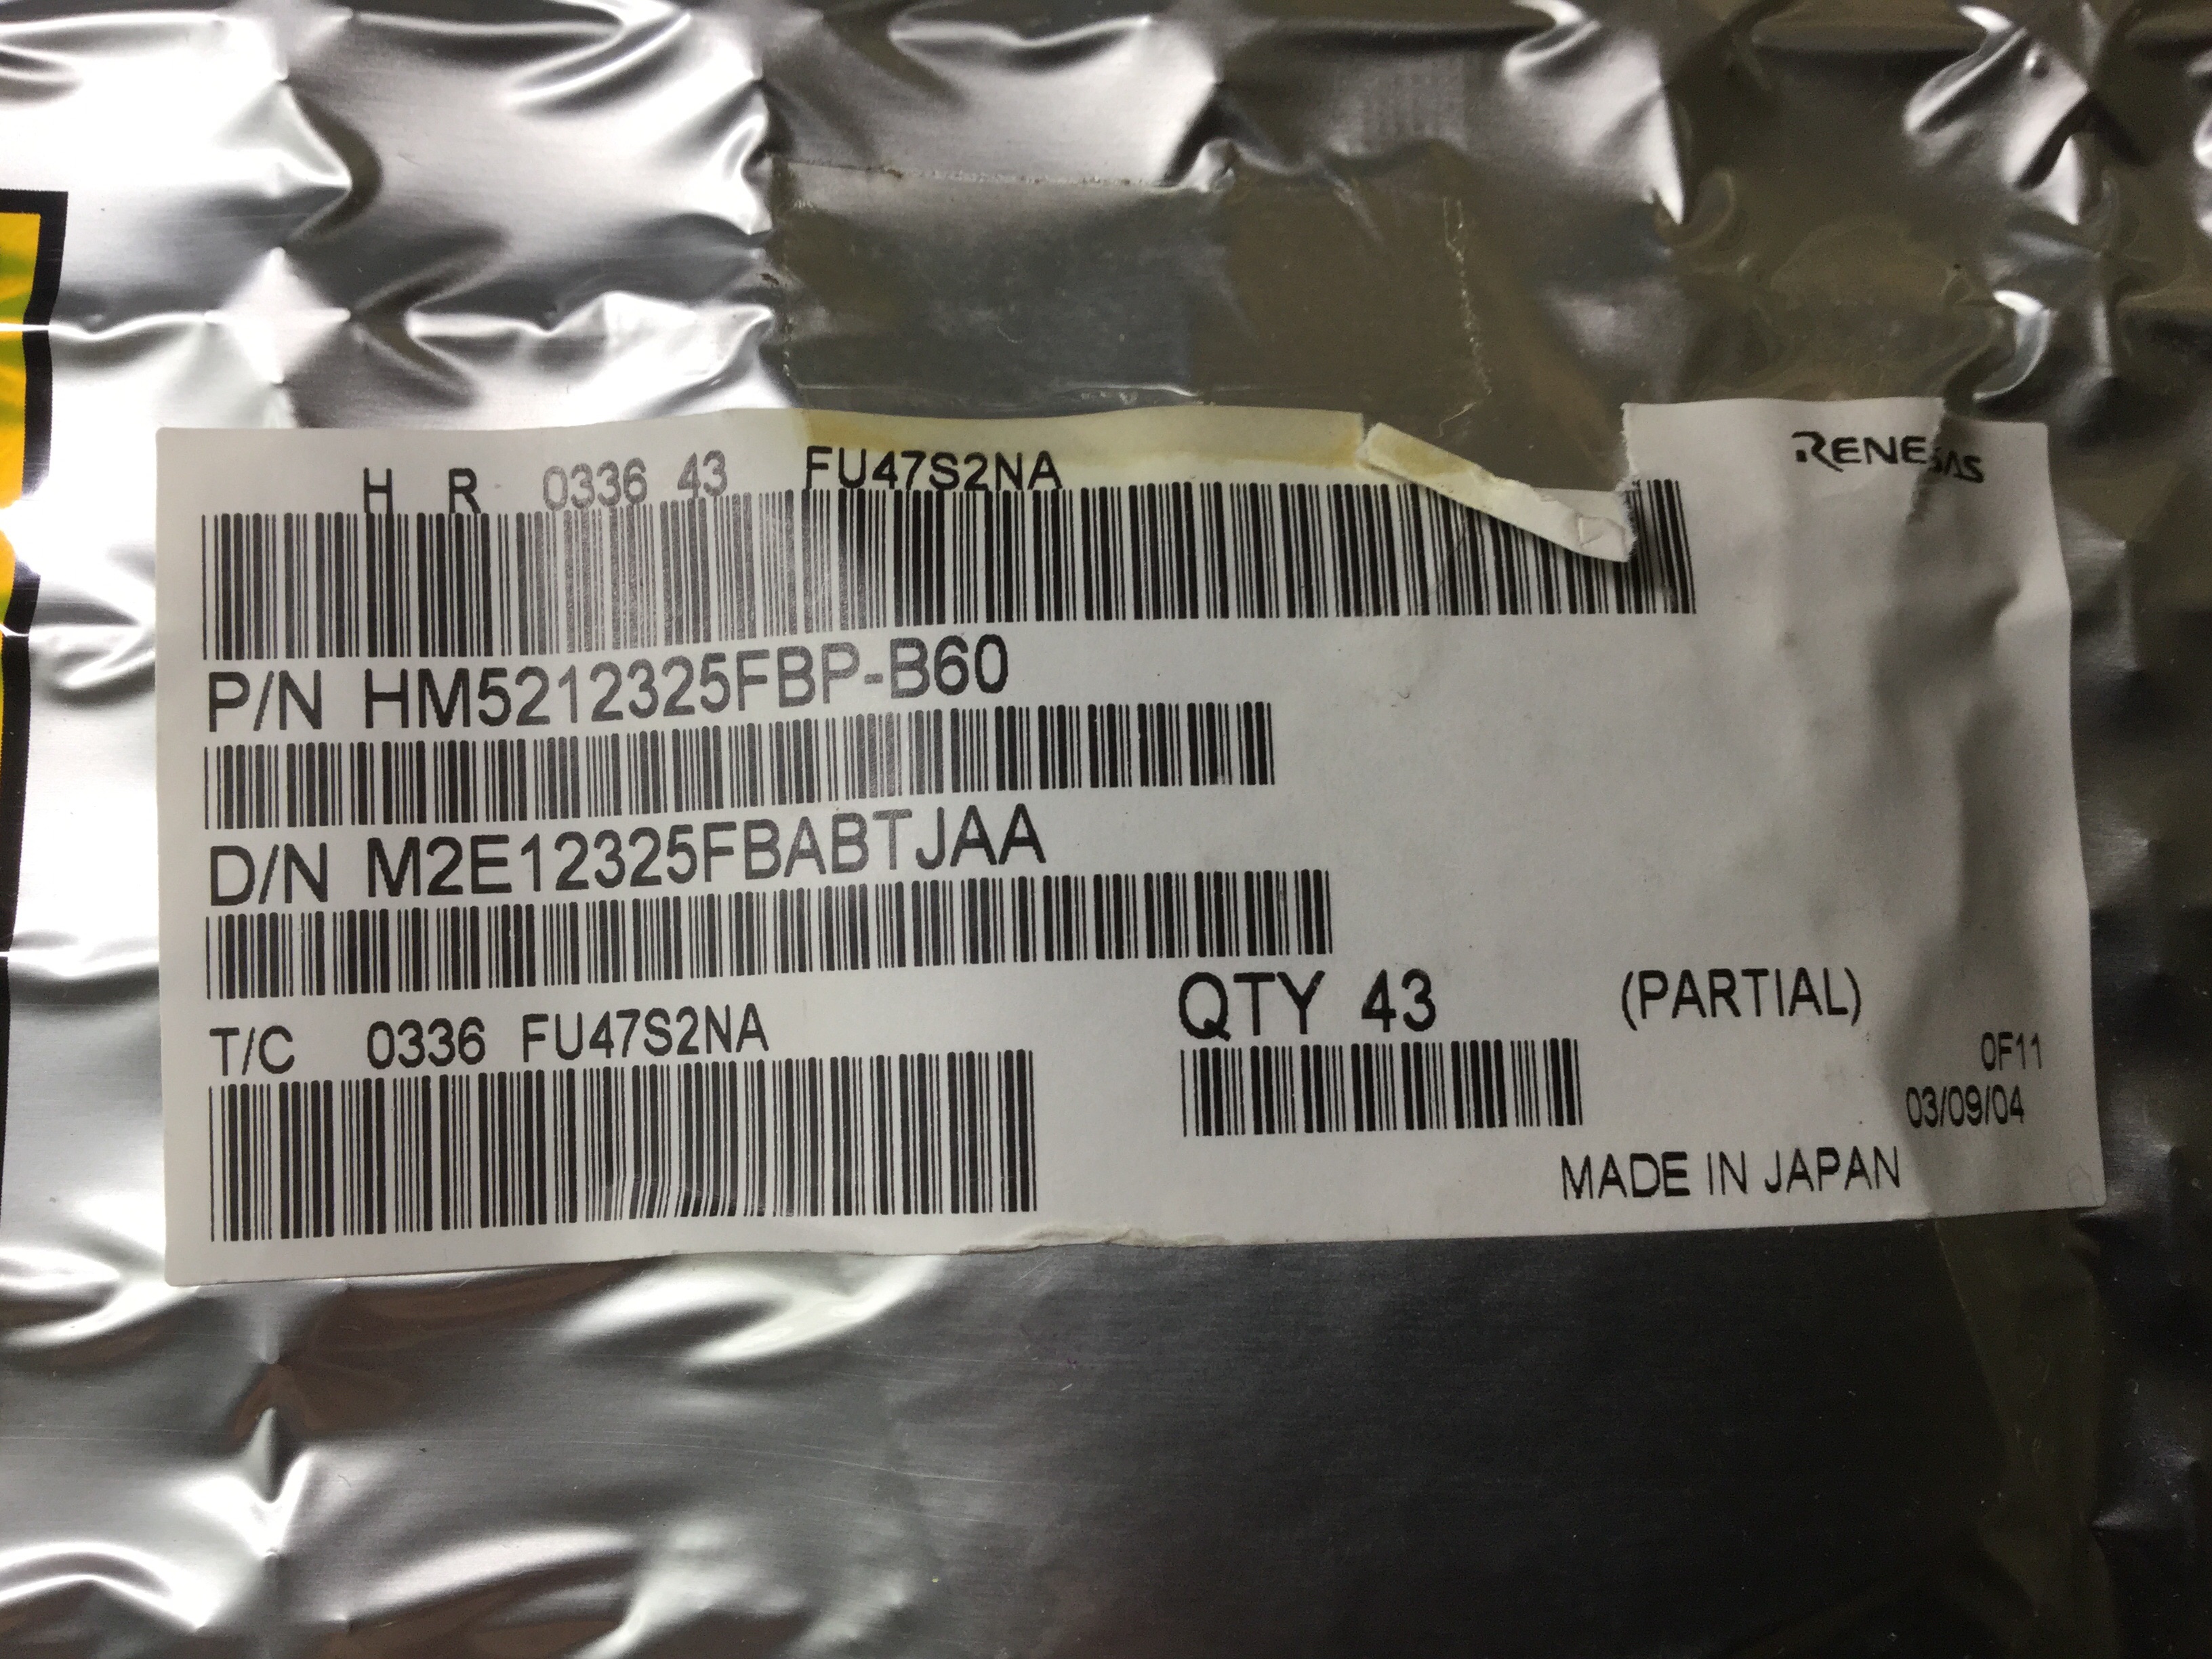 H R 0336 43 FU47S2NA
RENESAS
P/N HM5212325FBP-B60
D/N M2E12325FBABTJAA
T/C 0336 FU47S2NA
QTY 43 (PARTIAL)
0F11
03/09/04
MADE IN JAPAN